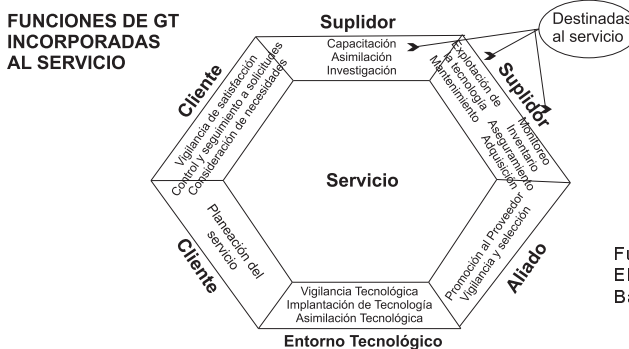 FUNCIONES DE GT
INCORPORADAS
AL SERVICIO
Suplidor
Destinadas
al servicio
Capacitación
Asimilación
Investigación
Explotación de
la tecnología
Mantenimiento
Suplidor
Monitoreo
Inventario
Aseguramiento
Adquisición
Cliente
Vigilancia de satisfacción
Control y seguimiento a solicitudes
Consideración de necesidades
Servicio
Planeación del
servicio
Cliente
Promoción al Proveedor
Vigilancia y selección
Aliado
Vigilancia Tecnológica
Implantación de Tecnología
Asimilación Tecnológica
Entorno Tecnológico